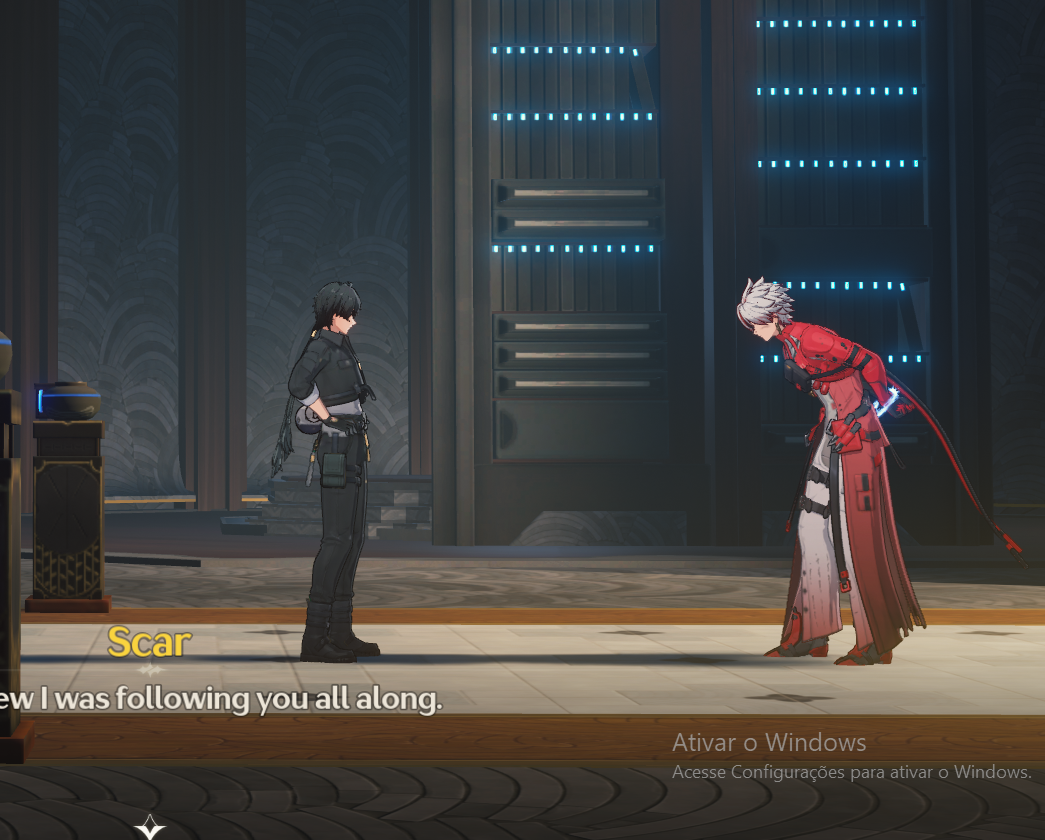 Scar
ew I was following you all along.
Ativar o Windows
Acesse Configurações para ativar o Windows.